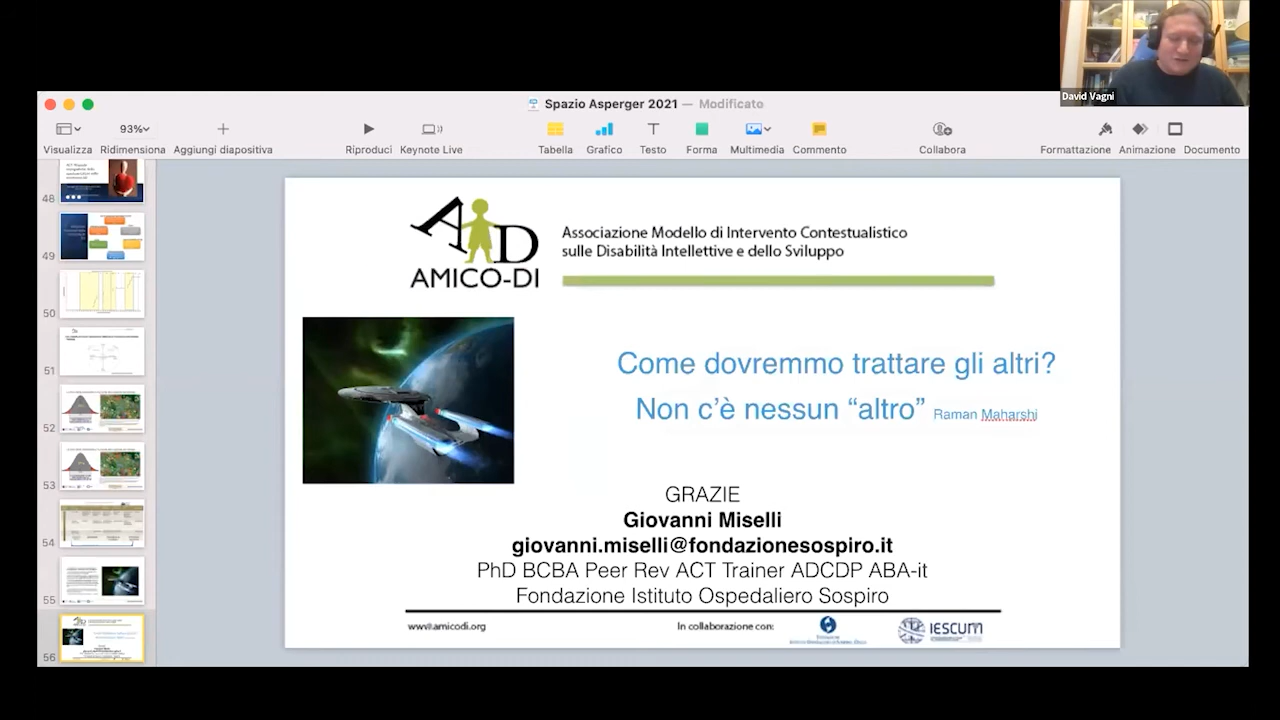 David Vagni
Spazio Asperger 2021 — Modificato
93%
Visualizza Ridimensiona Aggiungi diapositiva Riproduci Keynote Live Tabella Grafico Testo Forma Multimedia Commento Collabora Formattazione Animazione Documento
48
49
50
51
52
53
54
55
56
AD
AMICO-DI
Associazione Modello di Intervento Contestualistico
sulle Disabilità Intellettive e dello Sviluppo
Come dovremmo trattare gli altri?
Non c’è nessun “altro” Raman Maharshi
GRAZIE
Giovanni Miselli
giovanni.miselli@fondazionesospiro.it
PhD BCBA Peer Rev ACT Trainer ADCDP ABA-it
Fondazione Istituto Ospedaliero Sospiro
www.amicodi.org
In collaborazione con:
IESCUM